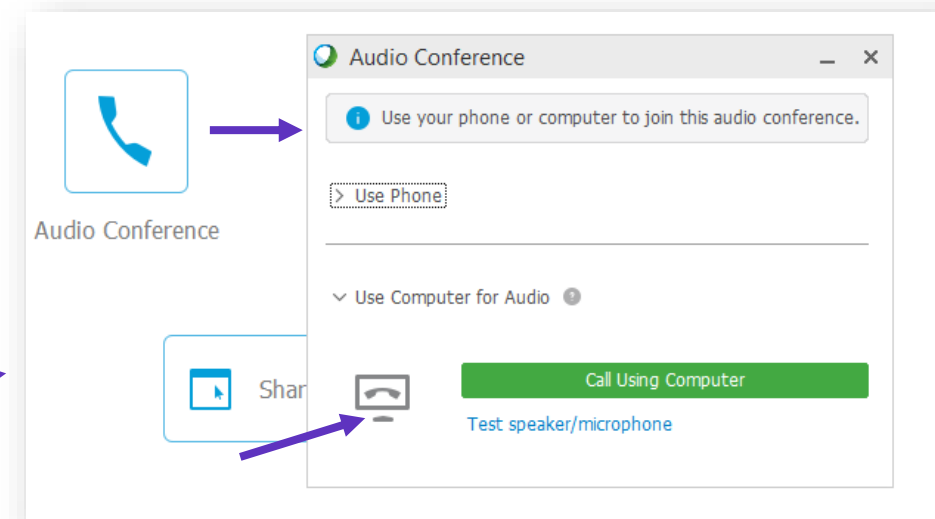 Audio Conference
Use your phone or computer to join this audio conference.
> Use Phone
Audio Conference
Use Computer for Audio
Shar
Call Using Computer
Test speaker/microphone